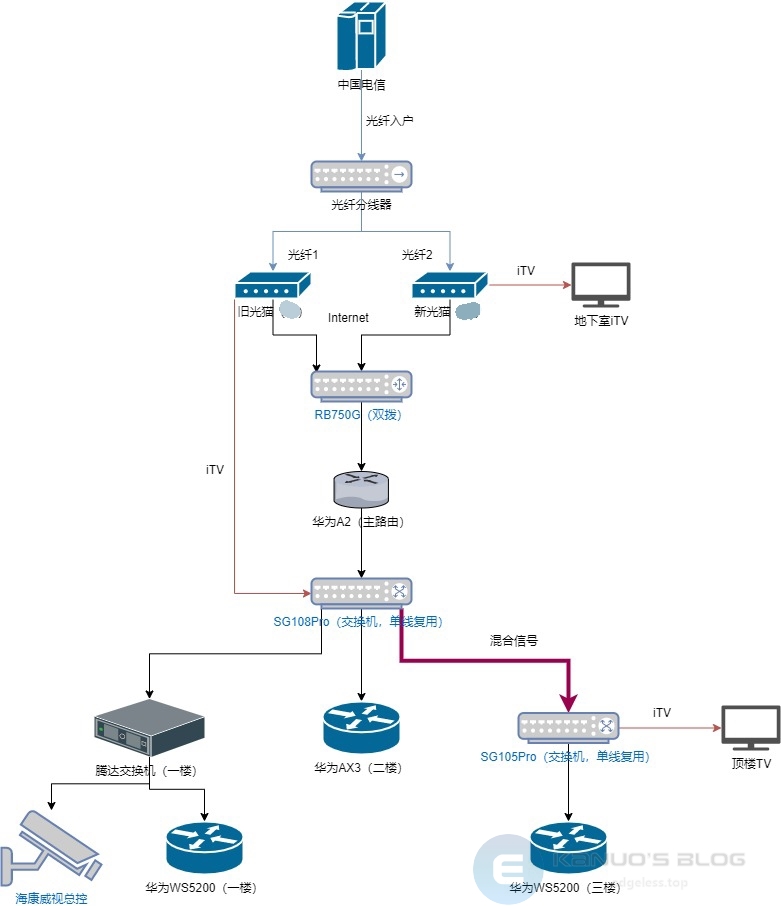 中国电信
光纤入户
光纤分线器
光纤1
光纤2
iTV
旧光猫
Internet
新光猫
地下室iTV
RB750G（双拨）
iTV
华为A2（主路由）
SG108Pro（交换机，单线复用）
混合信号
iTV
腾达交换机（一楼）
华为AX3（二楼）
SG105Pro（交换机，单线复用）
顶楼TV
海康威视总控
华为WS5200（一楼）
华为WS5200（三楼）
E
KANUO'S BLOG
edgeless.top